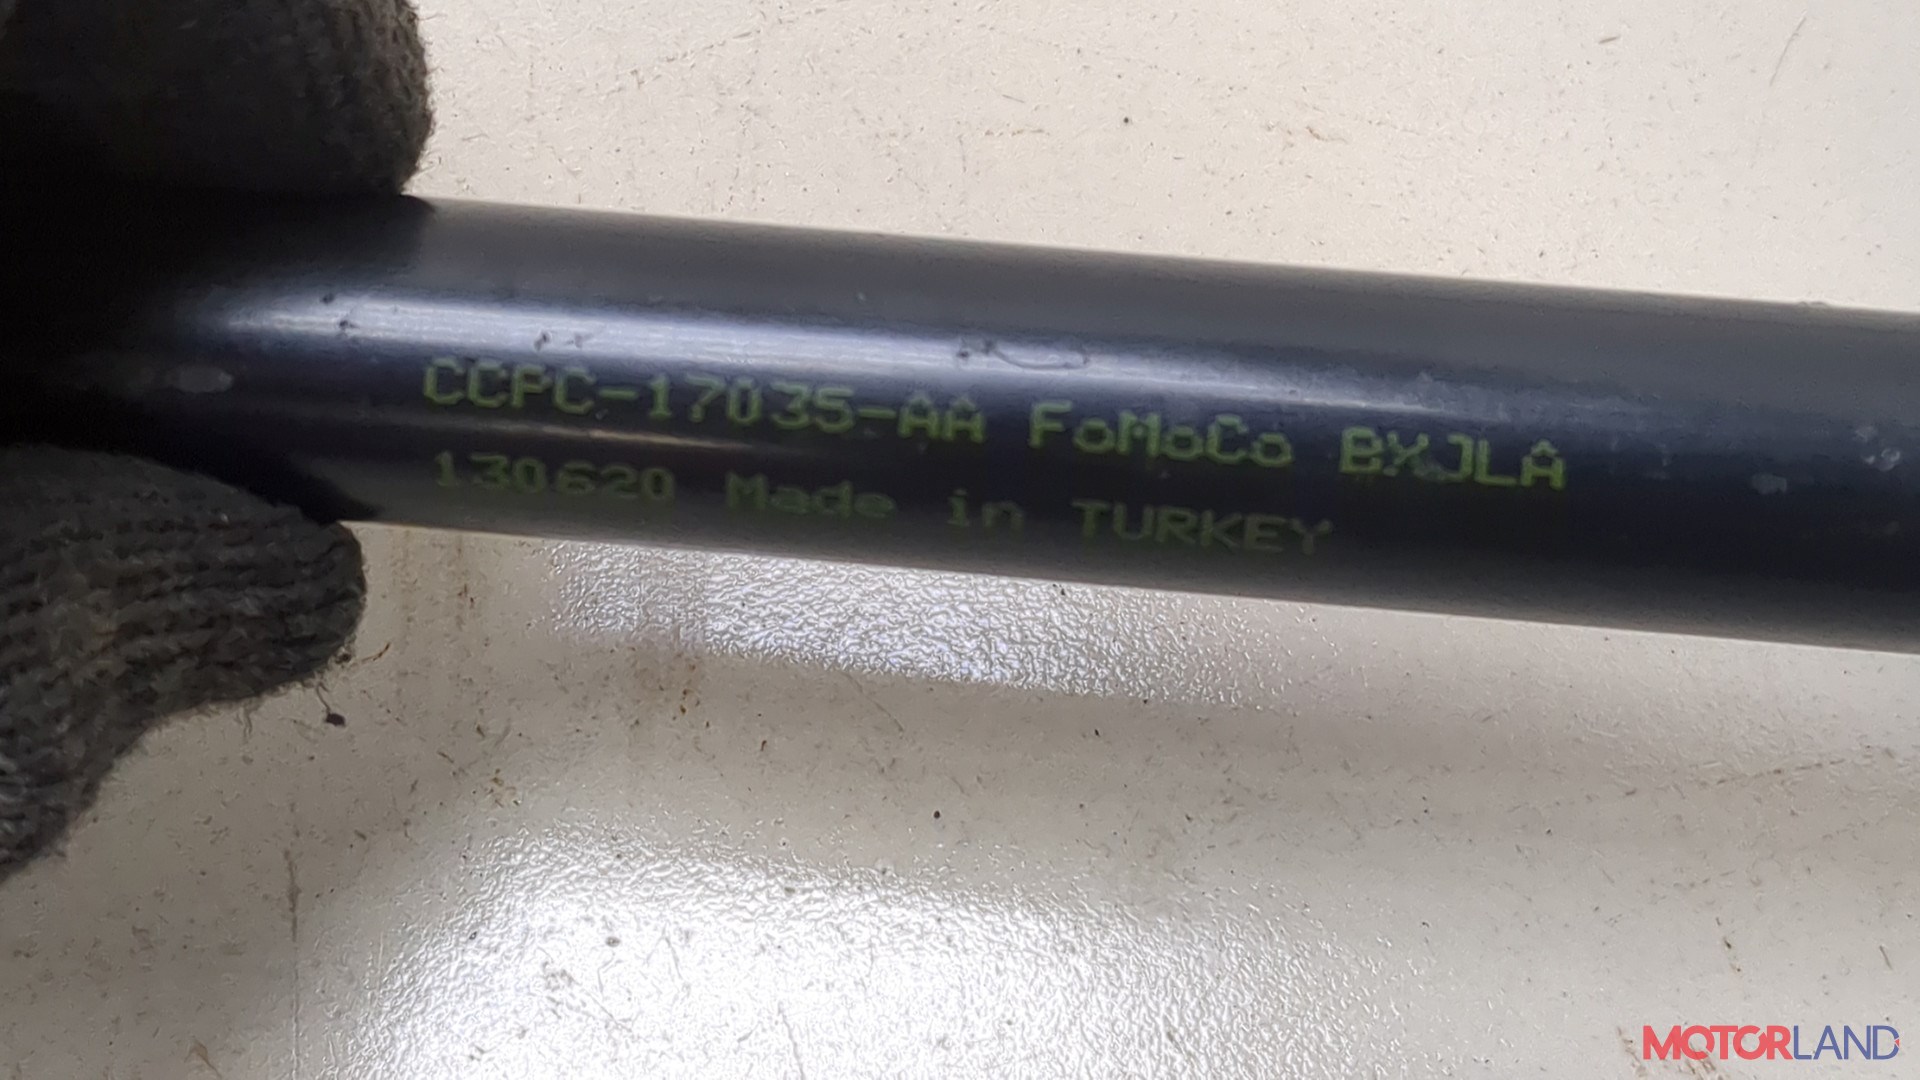 CCPC-17035-AA FoMoCo BXJLA
130620 Made in TURKEY
MOTORLAND